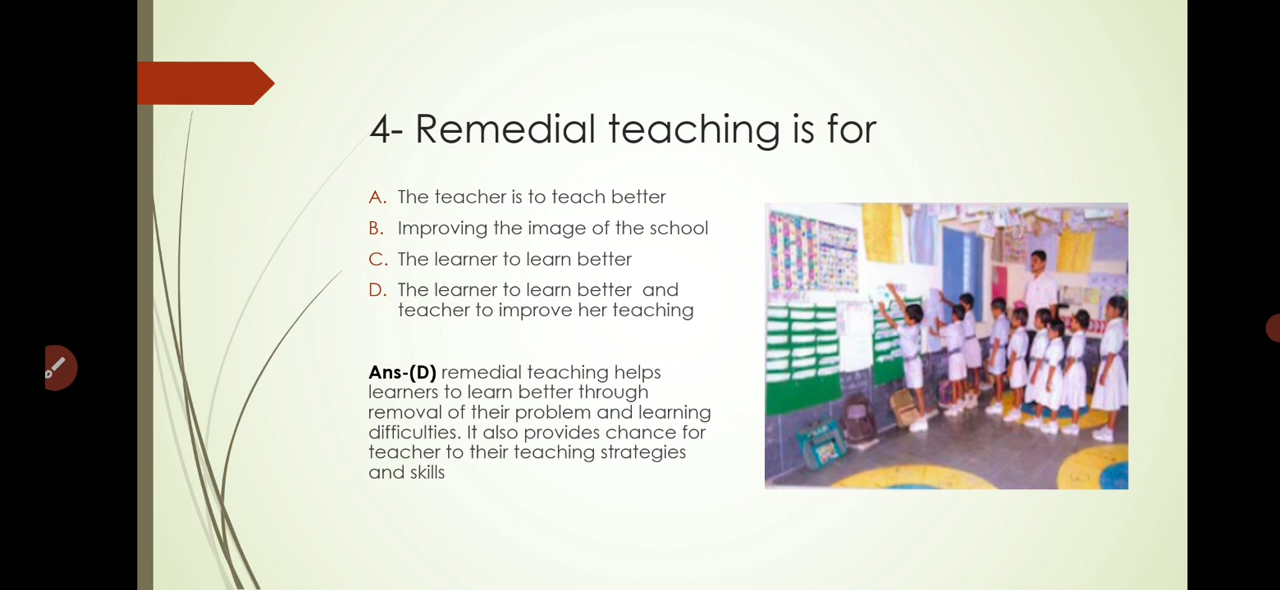 4- Remedial teaching is for
A. The teacher is to teach better
B. Improving the image of the school
C. The learner to learn better
D. The learner to learn better and
teacher to improve her teaching
Ans-(D) remedial teaching helps
learners to learn better through
removal of their problem and learning
difficulties. It also provides chance for
teacher to their teaching strategies
and skills